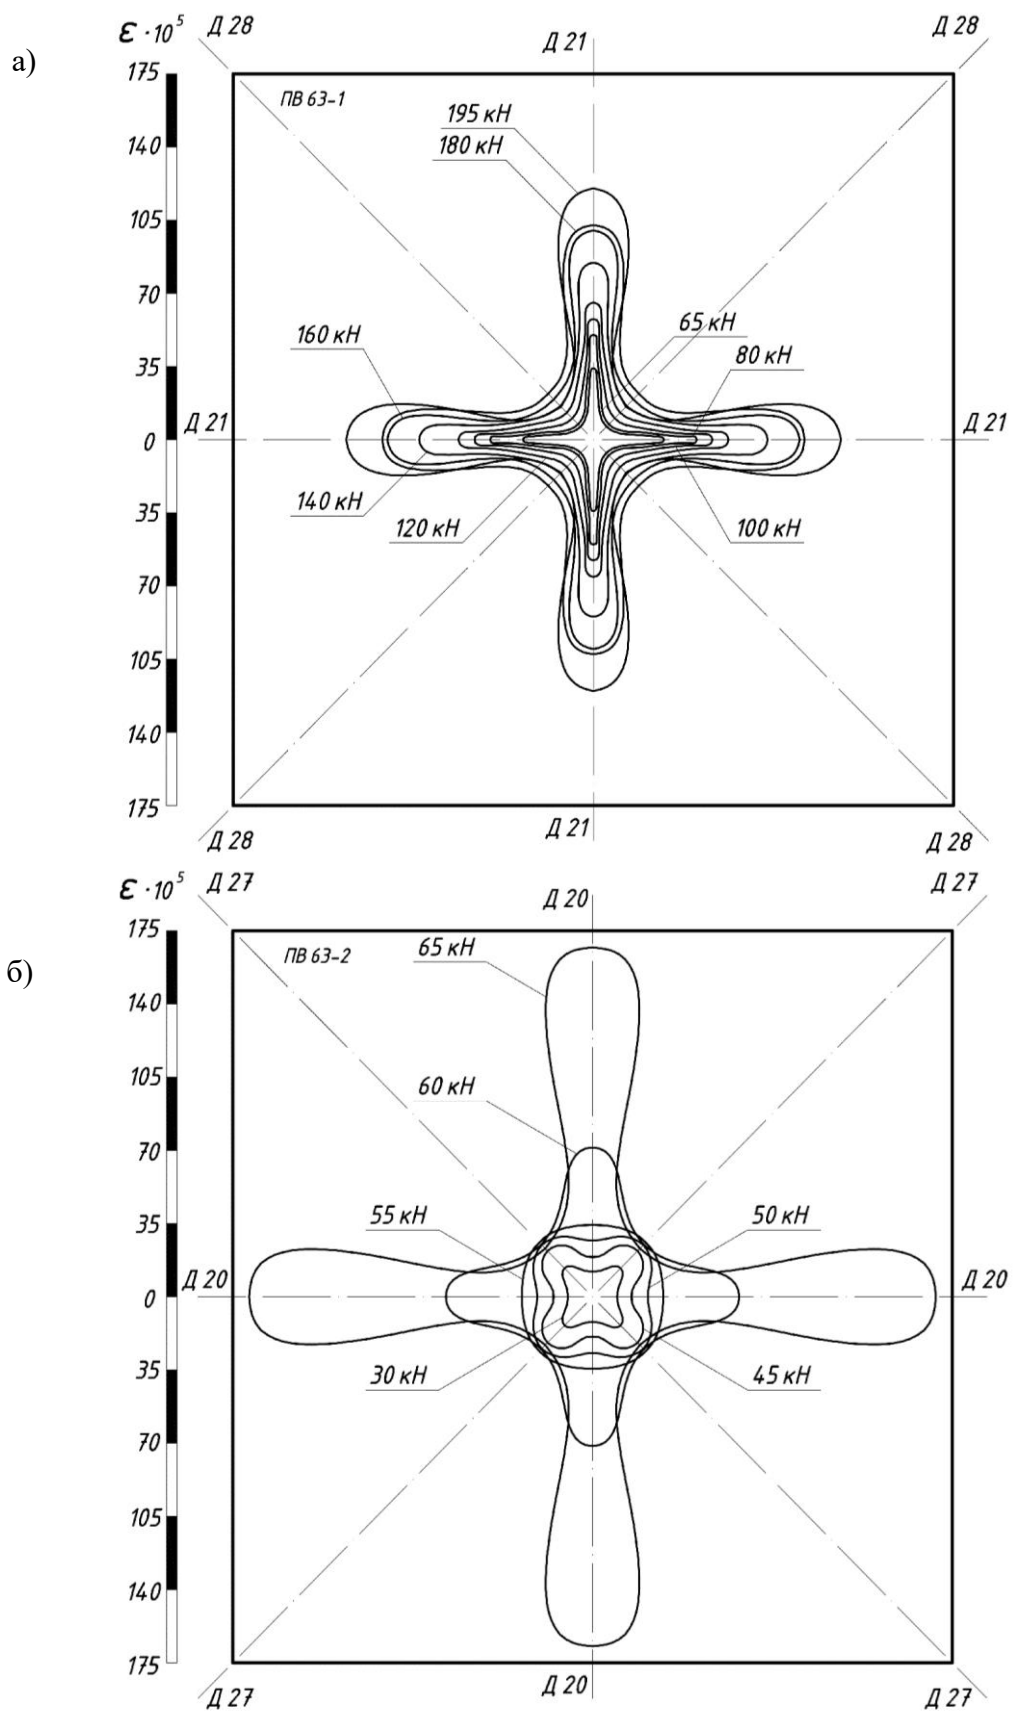 ε · 10⁵
Д 28
Д 21
Д 28
а)
175
ПВ 63-1
195 кН
140
180 кН
105
70
160 кН
65 кН
35
80 кН
Д 21
0
Д 21
140 кН
35
120 кН
100 кН
70
105
140
175
Д 28
Д 21
Д 28
ε · 10⁵
Д 27
Д 20
Д 27
175
65 кН
б)
ПВ 63-2
140
105
60 кН
70
55 кН
50 кН
35
Д 20
0
Д 20
35
30 кН
45 кН
70
105
140
175
Д 27
Д 20
Д 27